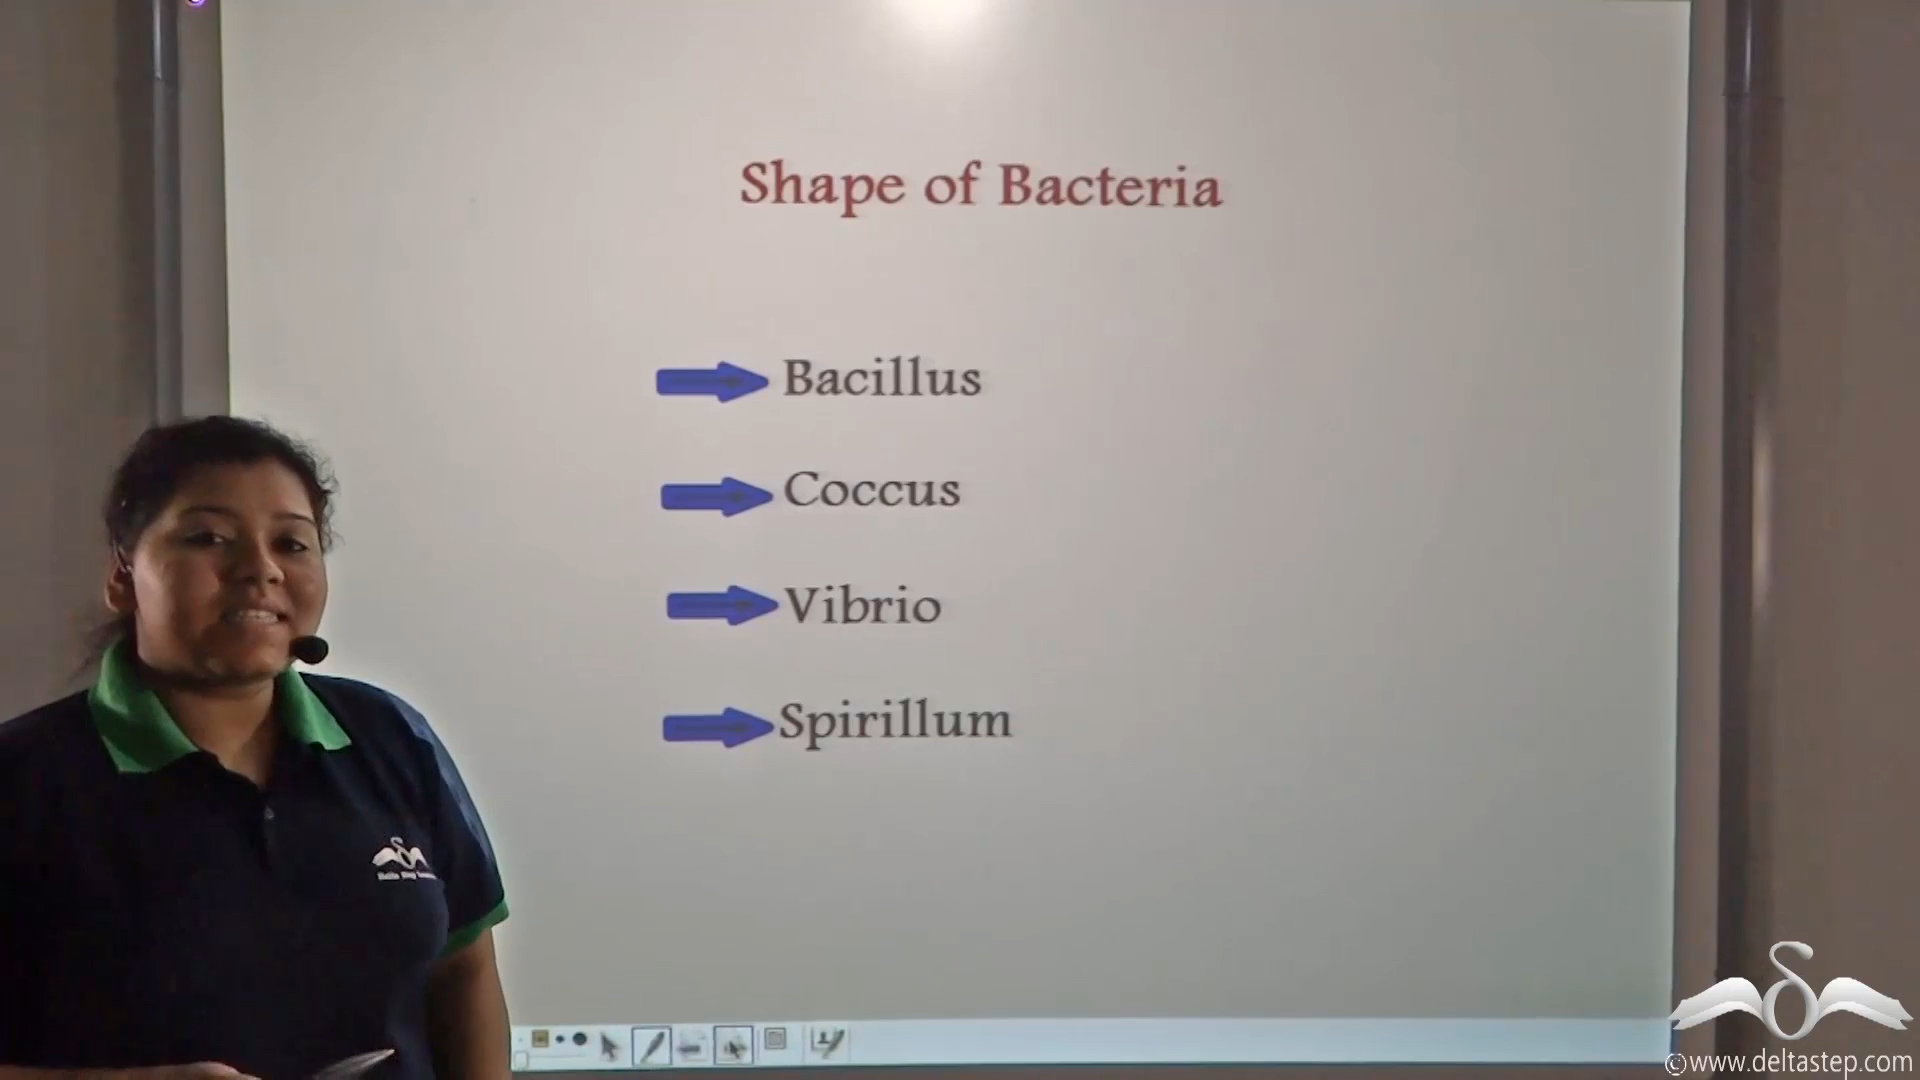 Shape of Bacteria
Bacillus
Coccus
Vibrio
Spirillum
©www.deltastep.com